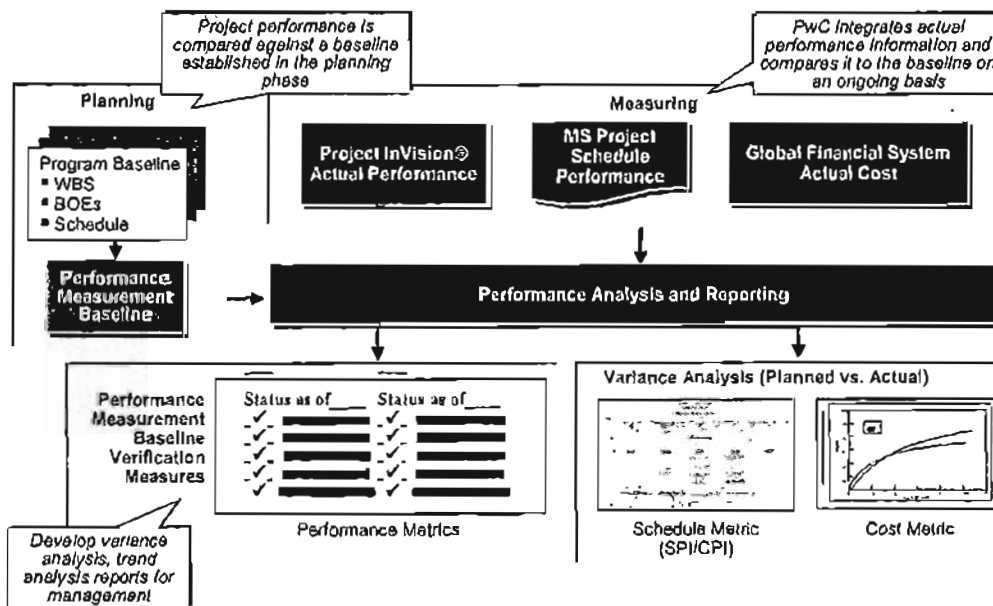 Project performance is
compared against a baseline
established in the planning
phase
PwC integrates actual
performance information and
compares it to the baseline on
an ongoing basis
Planning
Measuring
Program Baseline
▪ WBS
▪ BOEs
▪ Schedule
Project InVision®
Actual Performance
MS Project
Schedule
Performance
Global Financial System
Actual Cost
Performance
Measurement
Baseline
Performance Analysis and Reporting
Performance
Measurement
Baseline
Verification
Measures
Status as of____ Status as of____
Performance Metrics
Variance Analysis (Planned vs. Actual)
Schedule Metric
(SPI/CPI)
Cost Metric
Develop variance
analysis, trend
analysis reports for
management